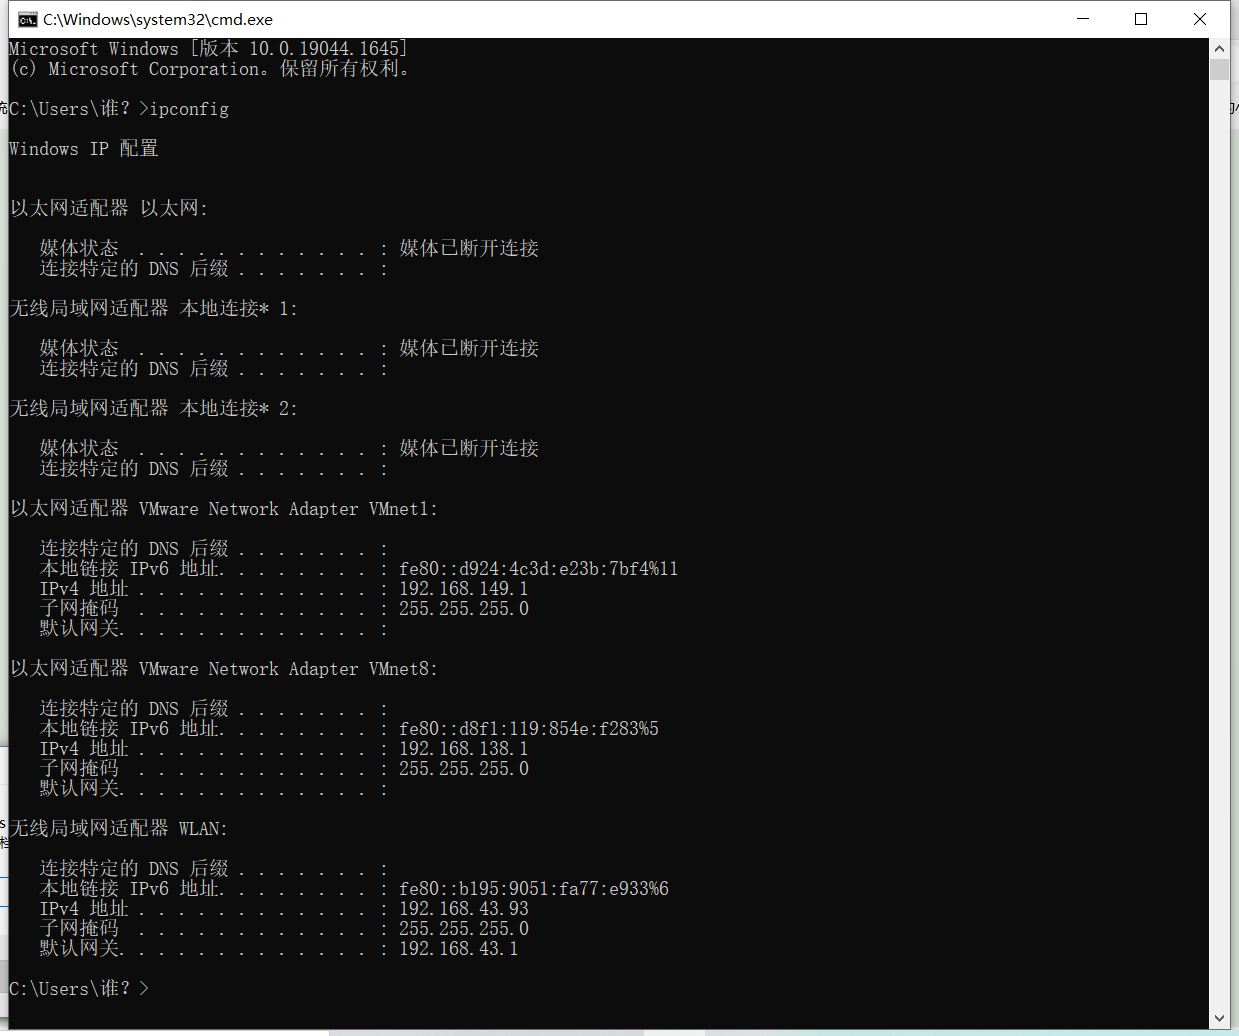 C:\Windows\system32\cmd.exe
Microsoft Windows [版本 10.0.19044.1645]
(c) Microsoft Corporation。保留所有权利。
C:\Users\谁？>ipconfig
Windows IP 配置
以太网适配器 以太网:
媒体状态  . . . . . . . . . . . . : 媒体已断开连接
连接特定的 DNS 后缀 . . . . . . . :
无线局域网适配器 本地连接* 1:
媒体状态  . . . . . . . . . . . . : 媒体已断开连接
连接特定的 DNS 后缀 . . . . . . . :
无线局域网适配器 本地连接* 2:
媒体状态  . . . . . . . . . . . . : 媒体已断开连接
连接特定的 DNS 后缀 . . . . . . . :
以太网适配器 VMware Network Adapter VMnet1:
连接特定的 DNS 后缀 . . . . . . . :
本地链接 IPv6 地址. . . . . . . . : fe80::d924:4c3d:e23b:7bf4%11
IPv4 地址 . . . . . . . . . . . . : 192.168.149.1
子网掩码  . . . . . . . . . . . . : 255.255.255.0
默认网关. . . . . . . . . . . . . :
以太网适配器 VMware Network Adapter VMnet8:
连接特定的 DNS 后缀 . . . . . . . :
本地链接 IPv6 地址. . . . . . . . : fe80::d8f1:119:854e:f283%5
IPv4 地址 . . . . . . . . . . . . : 192.168.138.1
子网掩码  . . . . . . . . . . . . : 255.255.255.0
默认网关. . . . . . . . . . . . . :
无线局域网适配器 WLAN:
连接特定的 DNS 后缀 . . . . . . . :
本地链接 IPv6 地址. . . . . . . . : fe80::b195:9051:fa77:e933%6
IPv4 地址 . . . . . . . . . . . . : 192.168.43.93
子网掩码  . . . . . . . . . . . . : 255.255.255.0
默认网关. . . . . . . . . . . . . : 192.168.43.1
C:\Users\谁？>